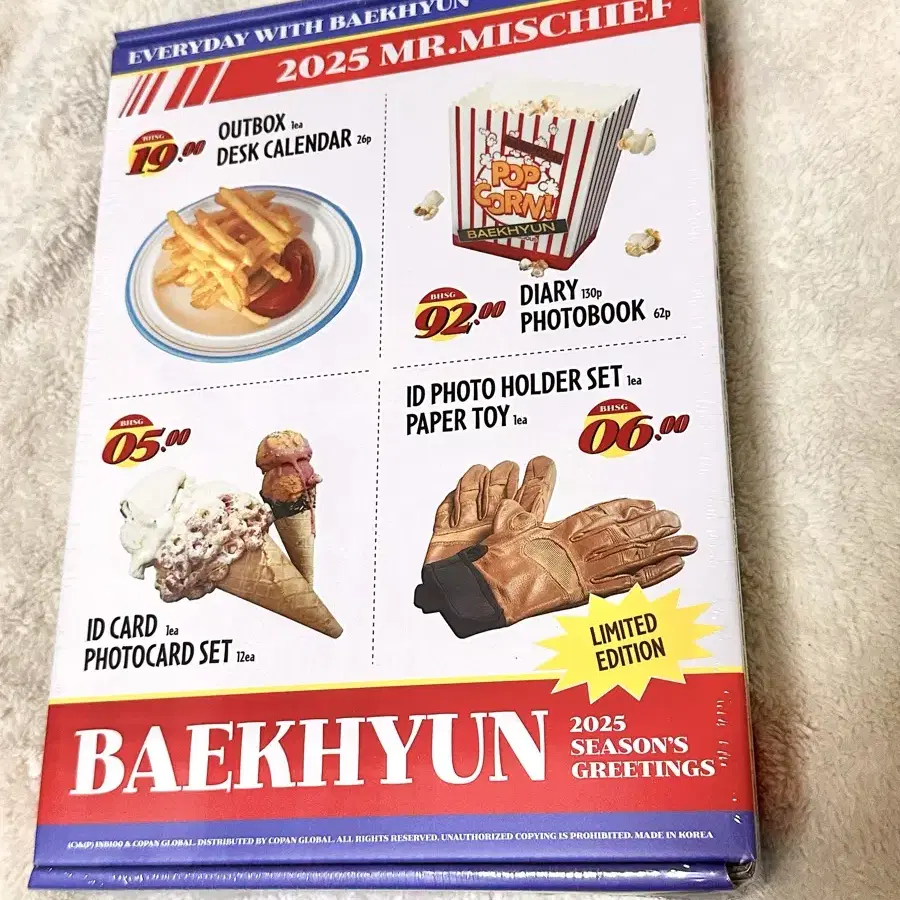 EVERYDAY WITH BAEKHYUN
2025 MR.MISCHIEF
BHSG
19.00
OUTBOX 1ea
DESK CALENDAR 26p
POP
CORN!
BAEKHYUN
BHSG
92.00
DIARY 130p
PHOTOBOOK 62p
BHSG
05.00
ID CARD 1ea
PHOTOCARD SET 12ea
ID PHOTO HOLDER SET 1ea
PAPER TOY 1ea
BHSG
06.00
LIMITED
EDITION
BAEKHYUN
2025
SEASON'S
GREETINGS
(C)&(P) INB100 & COPAN GLOBAL. DISTRIBUTED BY COPAN GLOBAL. ALL RIGHTS RESERVED. UNAUTHORIZED COPYING IS PROHIBITED. MADE IN KOREA